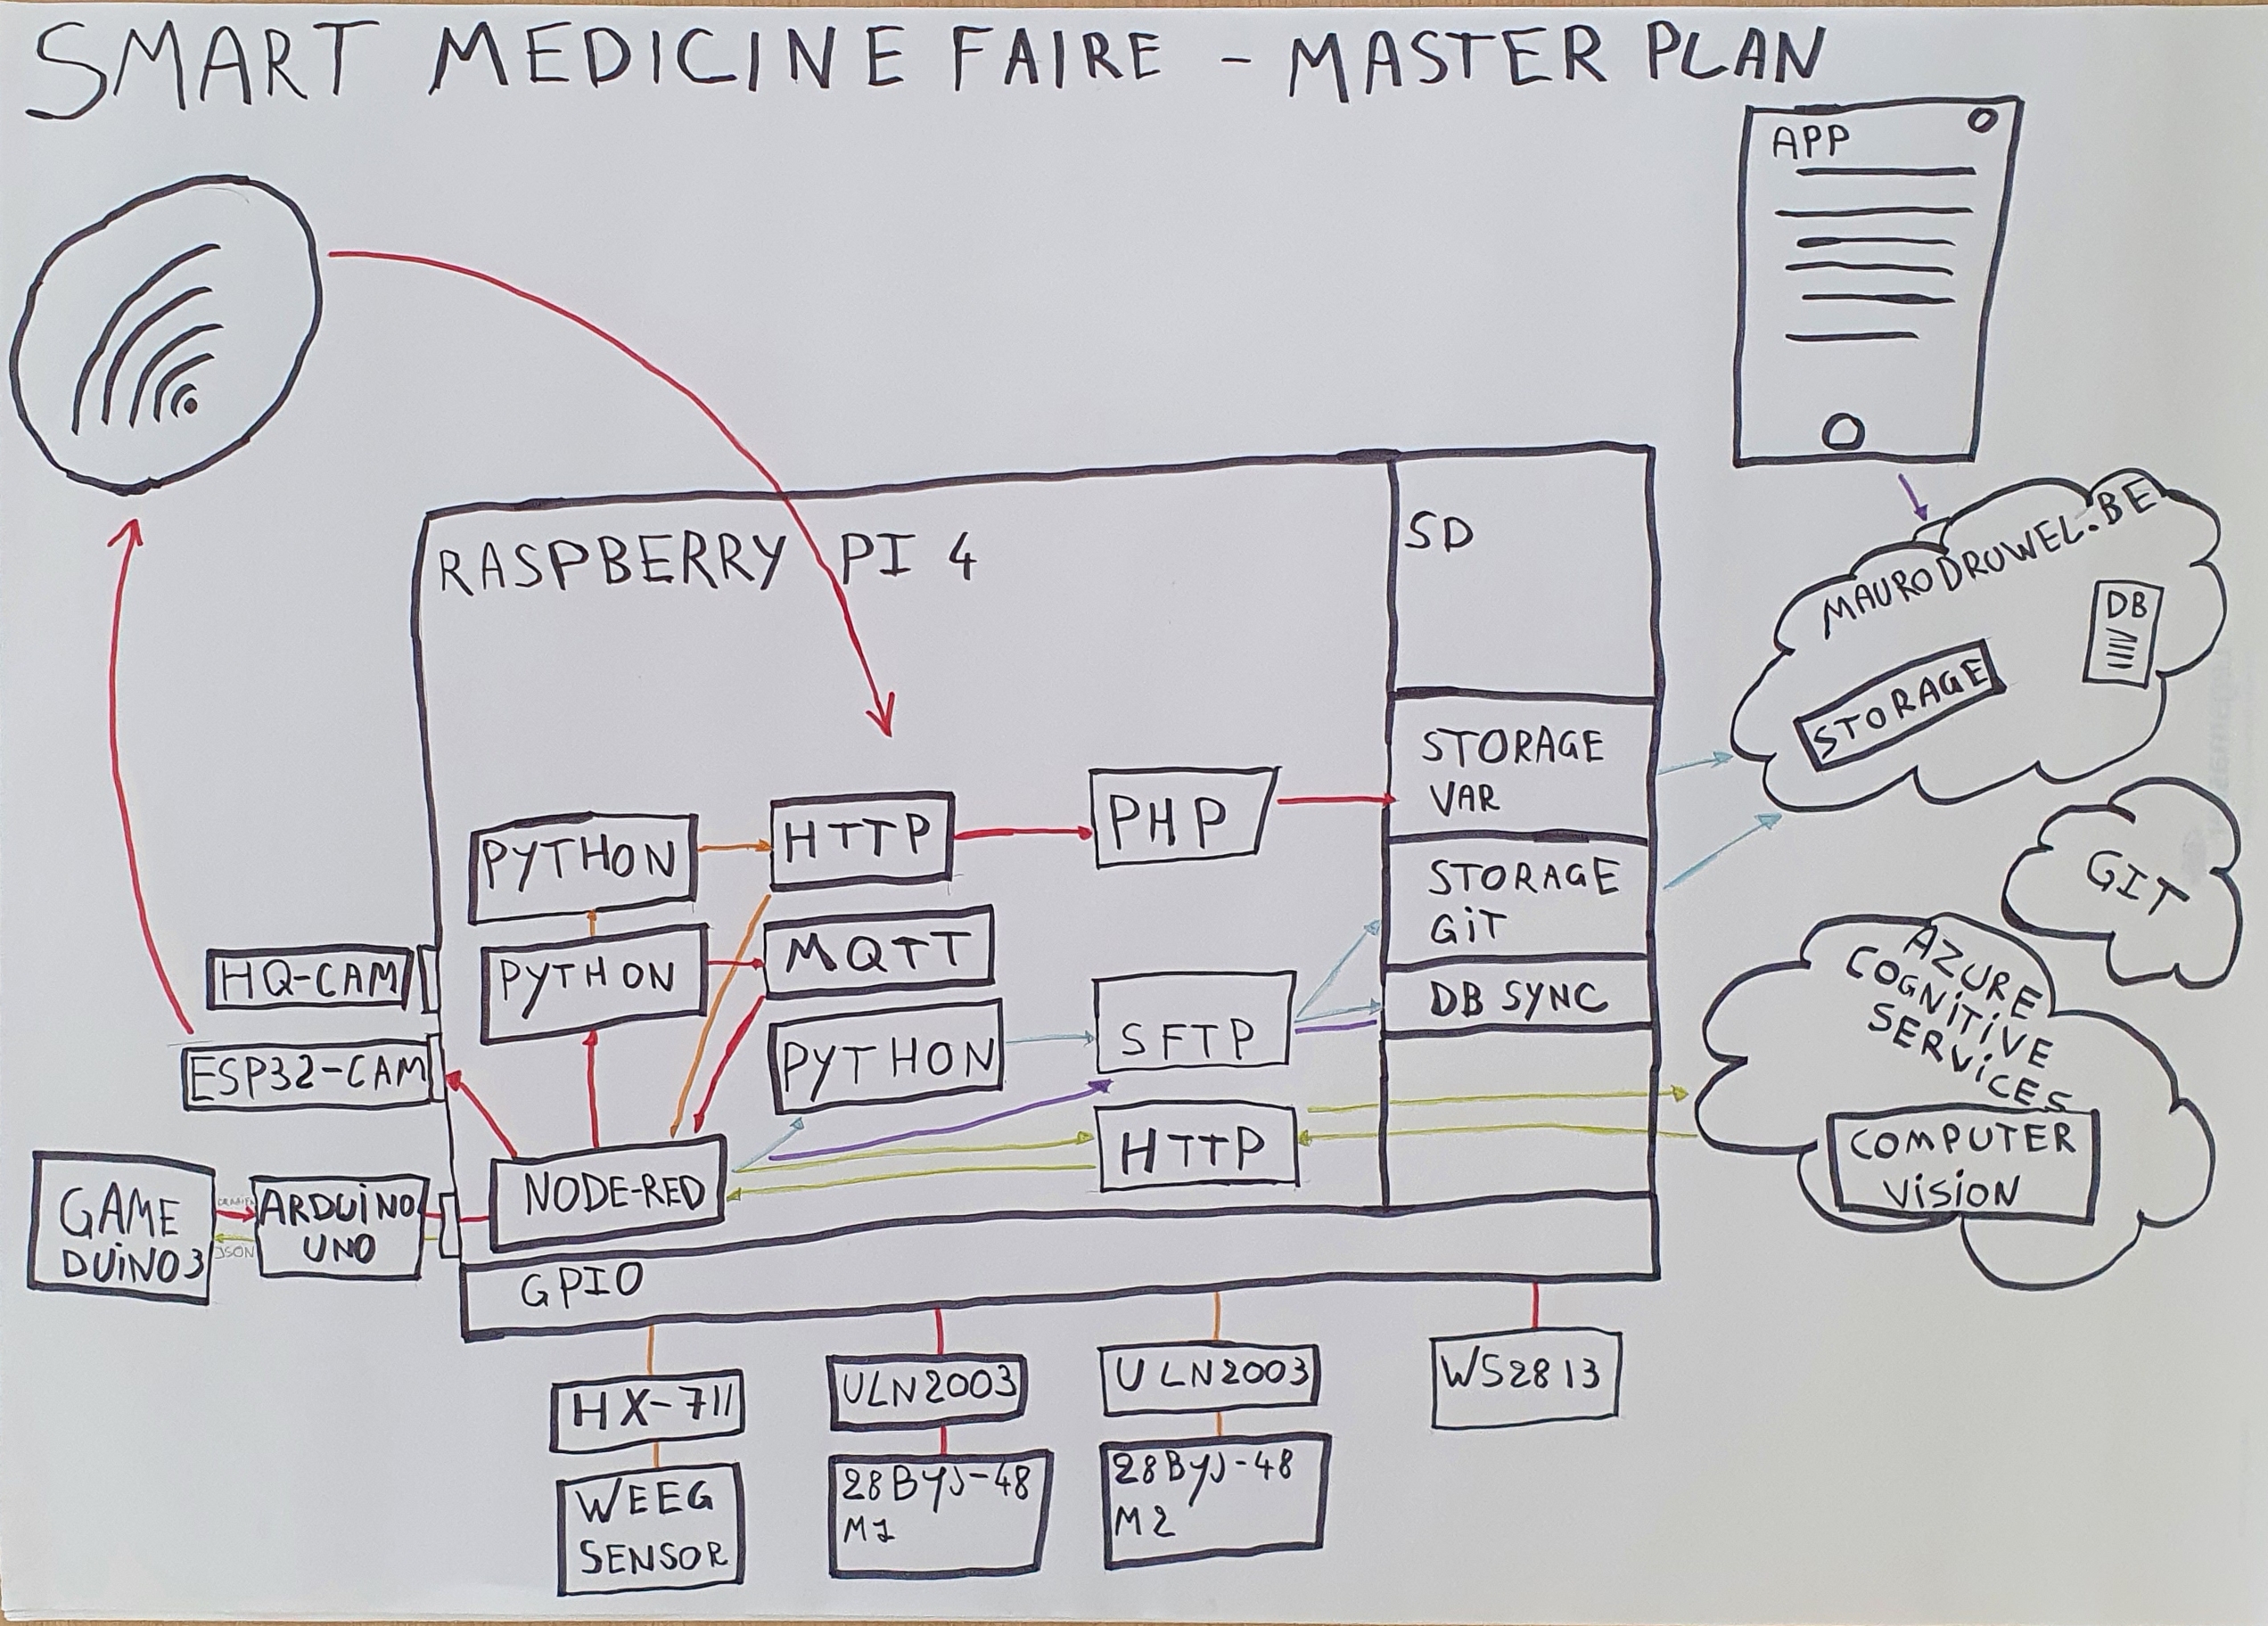 SMART MEDICINE FAIRE - MASTER PLAN
APP
RASPBERRY PI 4
SD
MAURODRUWEL.BE
DB
STORAGE
STORAGE
VAR
PYTHON
HTTP
PHP
STORAGE
GiT
GIT
HQ-CAM
PYTHON
MQTT
DB SYNC
ESP32-CAM
PYTHON
SFTP
AZURE
COGNiTiVE
SERViCES
COMPUTER
ViSiON
HTTP
NODE-RED
GAME
DUiNO3
JSON
ARDUiNO
UNO
GPIO
HX-711
WEEG
SENSOR
ULN2003
28BYJ-48
M1
ULN2003
28BYJ-48
M2
WS2813